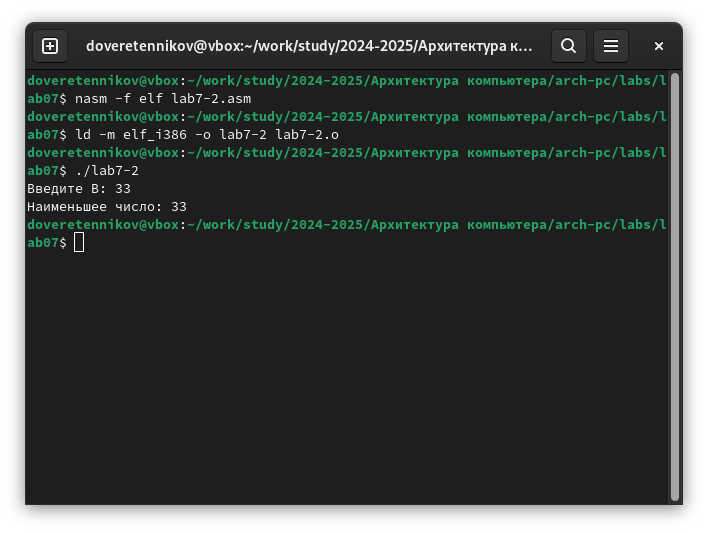 doveretennikov@vbox:~/work/study/2024-2025/Архитектура к...
doveretennikov@vbox:~/work/study/2024-2025/Архитектура компьютера/arch-pc/labs/l
ab07$ nasm -f elf lab7-2.asm
doveretennikov@vbox:~/work/study/2024-2025/Архитектура компьютера/arch-pc/labs/l
ab07$ ld -m elf_i386 -o lab7-2 lab7-2.o
doveretennikov@vbox:~/work/study/2024-2025/Архитектура компьютера/arch-pc/labs/l
ab07$ ./lab7-2
Введите B: 33
Наименьшее число: 33
doveretennikov@vbox:~/work/study/2024-2025/Архитектура компьютера/arch-pc/labs/l
ab07$